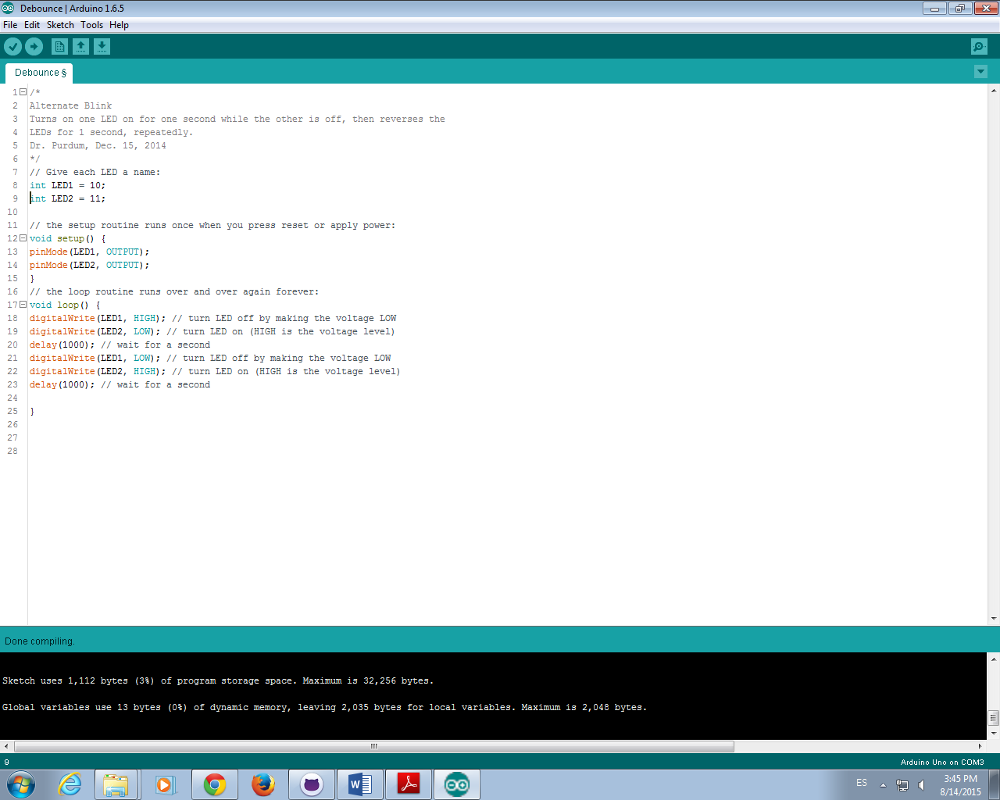 Debounce | Arduino 1.6.5
File Edit Sketch Tools Help
Debounce §
1 /*
2 Alternate Blink
3 Turns on one LED on for one second while the other is off, then reverses the
4 LEDs for 1 second, repeatedly.
5 Dr. Purdum, Dec. 15, 2014
6 */
7 // Give each LED a name:
8 int LED1 = 10;
9 int LED2 = 11;
10
11 // the setup routine runs once when you press reset or apply power:
12 void setup() {
13 pinMode(LED1, OUTPUT);
14 pinMode(LED2, OUTPUT);
15 }
16 // the loop routine runs over and over again forever:
17 void loop() {
18 digitalWrite(LED1, HIGH); // turn LED off by making the voltage LOW
19 digitalWrite(LED2, LOW); // turn LED on (HIGH is the voltage level)
20 delay(1000); // wait for a second
21 digitalWrite(LED1, LOW); // turn LED off by making the voltage LOW
22 digitalWrite(LED2, HIGH); // turn LED on (HIGH is the voltage level)
23 delay(1000); // wait for a second
24
25 }
26
27
28
Done compiling.
Sketch uses 1,112 bytes (3%) of program storage space. Maximum is 32,256 bytes.
Global variables use 13 bytes (0%) of dynamic memory, leaving 2,035 bytes for local variables. Maximum is 2,048 bytes.
9 Arduino Uno on COM3
ES 3:45 PM
8/14/2015